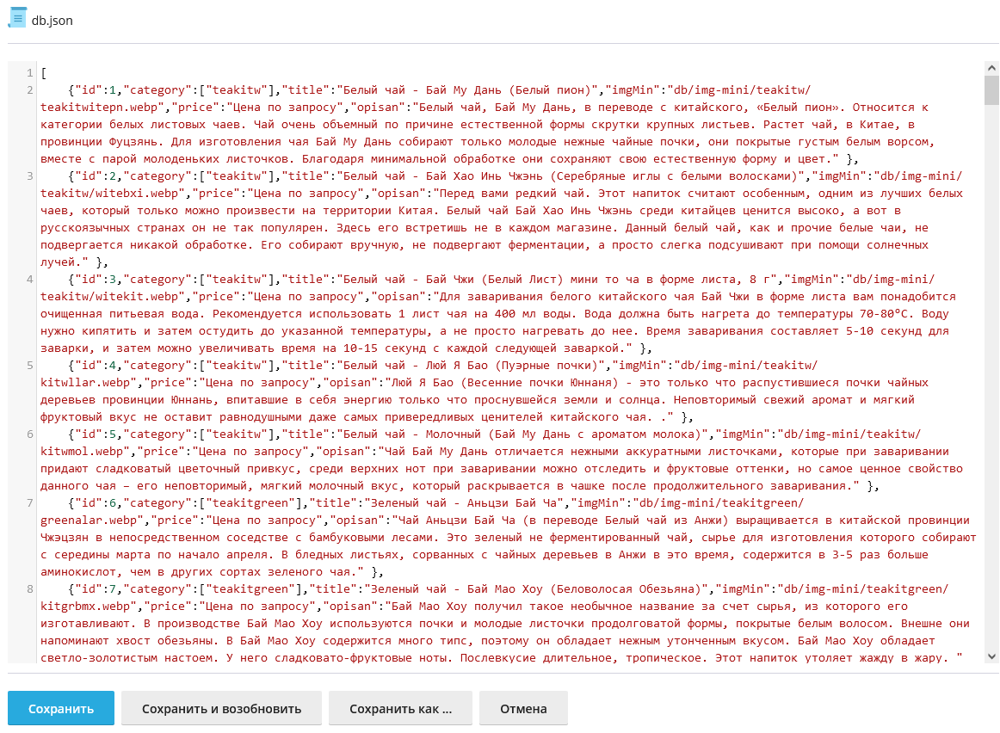 db.json
1 [
2 {"id":1,"category":["teakitw"],"title":"Белый чай - Бай Му Дань (Белый пион)","imgMin":"db/img-mini/teakitw/
teakitwitepn.webp","price":"Цена по запросу","opisan":"Белый чай, Бай Му Дань, в переводе с китайского, «Белый пион». Относится к
категории белых листовых чаев. Чай очень объемный по причине естественной формы скрутки крупных листьев. Растет чай, в Китае, в
провинции Фуцзянь. Для изготовления чая Бай Му Дань собирают только молодые нежные чайные почки, они покрытые густым белым ворсом,
вместе с парой молоденьких листочков. Благодаря минимальной обработке они сохраняют свою естественную форму и цвет." },
3 {"id":2,"category":["teakitw"],"title":"Белый чай - Бай Хао Инь Чжэнь (Серебряные иглы с белыми волосками)","imgMin":"db/img-mini/
teakitw/witebxi.webp","price":"Цена по запросу","opisan":"Перед вами редкий чай. Этот напиток считают особенным, одним из лучших белых
чаев, который только можно произвести на территории Китая. Белый чай Бай Хао Инь Чжэнь среди китайцев ценится высоко, а вот в
русскоязычных странах он не так популярен. Здесь его встретишь не в каждом магазине. Данный белый чай, как и прочие белые чаи, не
подвергается никакой обработке. Его собирают вручную, не подвергают ферментации, а просто слегка подсушивают при помощи солнечных
лучей." },
4 {"id":3,"category":["teakitw"],"title":"Белый чай - Бай Чжи (Белый Лист) мини то ча в форме листа, 8 г","imgMin":"db/img-mini/
teakitw/witekit.webp","price":"Цена по запросу","opisan":"Для заваривания белого китайского чая Бай Чжи в форме листа вам понадобится
очищенная питьевая вода. Рекомендуется использовать 1 лист чая на 400 мл воды. Вода должна быть нагрета до температуры 70-80°C. Воду
нужно кипятить и затем остудить до указанной температуры, а не просто нагревать до нее. Время заваривания составляет 5-10 секунд для
заварки, и затем можно увеличивать время на 10-15 секунд с каждой следующей заваркой." },
5 {"id":4,"category":["teakitw"],"title":"Белый чай - Люй Я Бао (Пуэрные почки)","imgMin":"db/img-mini/teakitw/
kitwllar.webp","price":"Цена по запросу","opisan":"Люй Я Бао (Весенние почки Юннаня) - это только что распустившиеся почки чайных
деревьев провинции Юннань, впитавшие в себя энергию только что проснувшейся земли и солнца. Неповторимый свежий аромат и мягкий
фруктовый вкус не оставит равнодушными даже самых привередливых ценителей китайского чая. ." },
6 {"id":5,"category":["teakitw"],"title":"Белый чай - Молочный (Бай Му Дань с ароматом молока)","imgMin":"db/img-mini/teakitw/
kitwmol.webp","price":"Цена по запросу","opisan":"Чай Бай Му Дань отличается нежными аккуратными листочками, которые при заваривании
придают сладковатый цветочный привкус, среди верхних нот при заваривании можно отследить и фруктовые оттенки, но самое ценное свойство
данного чая – его неповторимый, мягкий молочный вкус, который раскрывается в чашке после продолжительного заваривания." },
7 {"id":6,"category":["teakitgreen"],"title":"Зеленый чай - Аньцзи Бай Ча","imgMin":"db/img-mini/teakitgreen/
greenalar.webp","price":"Цена по запросу","opisan":"Чай Аньцзи Бай Ча (в переводе Белый чай из Анжи) выращивается в китайской провинции
Чжэцзян в непосредственном соседстве с бамбуковыми лесами. Это зеленый не ферментированный чай, сырье для изготовления которого собирают
с середины марта по начало апреля. В бледных листьях, сорванных с чайных деревьев в Анжи в это время, содержится в 3-5 раз больше
аминокислот, чем в других сортах зеленого чая." },
8 {"id":7,"category":["teakitgreen"],"title":"Зеленый чай - Бай Мао Хоу (Беловолосая Обезьяна)","imgMin":"db/img-mini/teakitgreen/
kitgrbmx.webp","price":"Цена по запросу","opisan":"Бай Мао Хоу получил такое необычное название за счет сырья, из которого его
изготавливают. В производстве Бай Мао Хоу используются почки и молодые листочки продолговатой формы, покрытые белым волосом. Внешне они
напоминают хвост обезьяны. В Бай Мао Хоу содержится много типс, поэтому он обладает нежным утонченным вкусом. Бай Мао Хоу обладает
светло-золотистым настоем. У него сладковато-фруктовые ноты. Послевкусие длительное, тропическое. Этот напиток утоляет жажду в жару. "
Сохранить Сохранить и возобновить Сохранить как ... Отмена